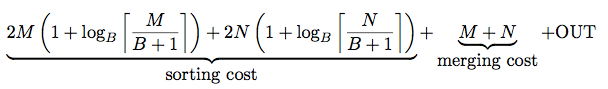 2M (1 + log_B ⌈M / (B + 1)⌉) + 2N (1 + log_B ⌈N / (B + 1)⌉) + M + N +OUT
sorting cost
merging cost